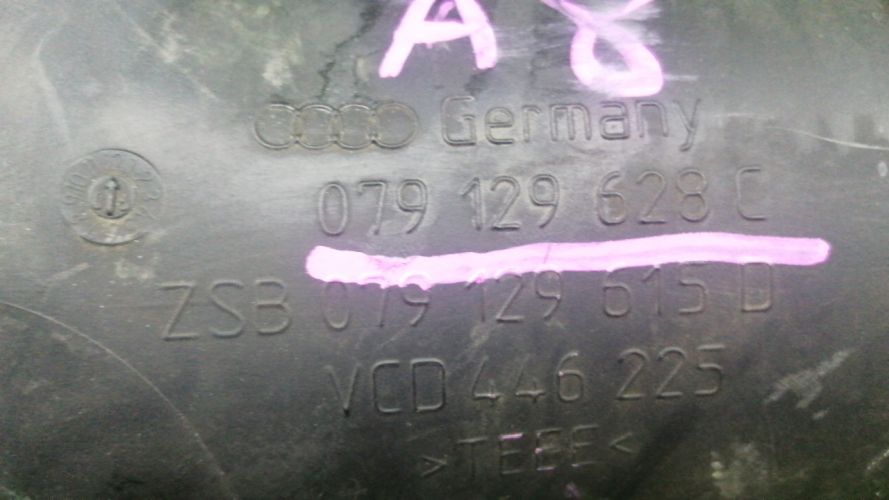 A8
Germany
079 129 628 C
ZSB 079 129 615 D
VCD 446 225
>TEEE<